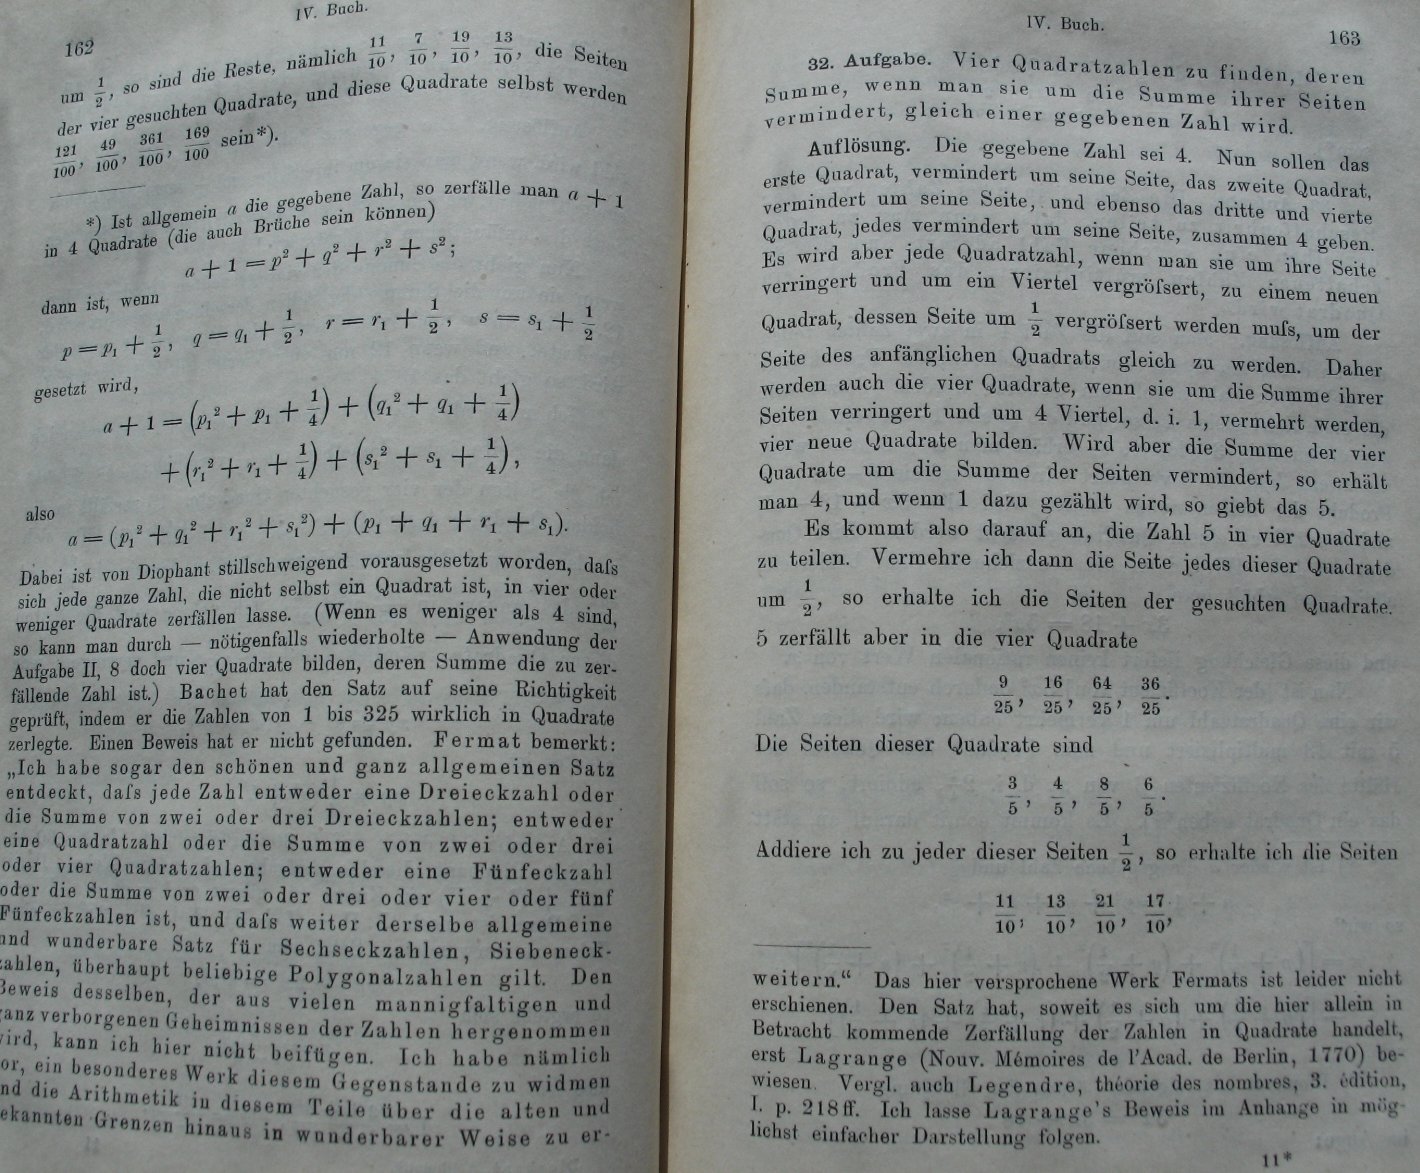 IV. Buch.
162
um 1/2, so sind die Reste, nämlich 11/10, 7/10, 19/10, 13/10, die Seiten
der vier gesuchten Quadrate, und diese Quadrate selbst werden
121/100, 49/100, 361/100, 169/100 sein*).
*) Ist allgemein a die gegebene Zahl, so zerfälle man a + 1
in 4 Quadrate (die auch Brüche sein können)
a + 1 = p² + q² + r² + s²;
dann ist, wenn
p = p₁ + 1/2, q = q₁ + 1/2, r = r₁ + 1/2, s = s₁ + 1/2
gesetzt wird,
a + 1 = (p₁² + p₁ + 1/4) + (q₁² + q₁ + 1/4)
+ (r₁² + r₁ + 1/4) + (s₁² + s₁ + 1/4),
also
a = (p₁² + q₁² + r₁² + s₁²) + (p₁ + q₁ + r₁ + s₁).
Dabei ist von Diophant stillschweigend vorausgesetzt worden, daſs
sich jede ganze Zahl, die nicht selbst ein Quadrat ist, in vier oder
weniger Quadrate zerfällen lasse. (Wenn es weniger als 4 sind,
so kann man durch — nötigenfalls wiederholte — Anwendung der
Aufgabe II, 8 doch vier Quadrate bilden, deren Summe die zu zer-
fällende Zahl ist.) Bachet hat den Satz auf seine Richtigkeit
geprüft, indem er die Zahlen von 1 bis 325 wirklich in Quadrate
zerlegte. Einen Beweis hat er nicht gefunden. Fermat bemerkt:
„Ich habe sogar den schönen und ganz allgemeinen Satz
entdeckt, daſs jede Zahl entweder eine Dreieckzahl oder
die Summe von zwei oder drei Dreieckzahlen; entweder
eine Quadratzahl oder die Summe von zwei oder drei
oder vier Quadratzahlen; entweder eine Fünfeckzahl
oder die Summe von zwei oder drei oder vier oder fünf
Fünfeckzahlen ist, und daſs weiter derselbe allgemeine
und wunderbare Satz für Sechseckzahlen, Siebeneck-
zahlen, überhaupt beliebige Polygonalzahlen gilt. Den
Beweis desselben, der aus vielen mannigfaltigen und
ganz verborgenen Geheimnissen der Zahlen hergenommen
wird, kann ich hier nicht beifügen. Ich habe nämlich
vor, ein besonderes Werk diesem Gegenstande zu widmen
und die Arithmetik in diesem Teile über die alten und
bekannten Grenzen hinaus in wunderbarer Weise zu er-
IV. Buch.
163
32. Aufgabe. Vier Quadratzahlen zu finden, deren
Summe, wenn man sie um die Summe ihrer Seiten
vermindert, gleich einer gegebenen Zahl wird.
Auflösung. Die gegebene Zahl sei 4. Nun sollen das
erste Quadrat, vermindert um seine Seite, das zweite Quadrat,
vermindert um seine Seite, und ebenso das dritte und vierte
Quadrat, jedes vermindert um seine Seite, zusammen 4 geben.
Es wird aber jede Quadratzahl, wenn man sie um ihre Seite
verringert und um ein Viertel vergröſsert, zu einem neuen
Quadrat, dessen Seite um 1/2 vergröſsert werden muſs, um der
Seite des anfänglichen Quadrats gleich zu werden. Daher
werden auch die vier Quadrate, wenn sie um die Summe ihrer
Seiten verringert und um 4 Viertel, d. i. 1, vermehrt werden,
vier neue Quadrate bilden. Wird aber die Summe der vier
Quadrate um die Summe der Seiten vermindert, so erhält
man 4, und wenn 1 dazu gezählt wird, so giebt das 5.
Es kommt also darauf an, die Zahl 5 in vier Quadrate
zu teilen. Vermehre ich dann die Seite jedes dieser Quadrate
um 1/2, so erhalte ich die Seiten der gesuchten Quadrate.
5 zerfällt aber in die vier Quadrate
9/25, 16/25, 64/25, 36/25.
Die Seiten dieser Quadrate sind
3/5, 4/5, 8/5, 6/5.
Addiere ich zu jeder dieser Seiten 1/2, so erhalte ich die Seiten
11/10, 13/10, 21/10, 17/10,
weitern.“ Das hier versprochene Werk Fermats ist leider nicht
erschienen. Den Satz hat, soweit es sich um die hier allein in
Betracht kommende Zerfällung der Zahlen in Quadrate handelt,
erst Lagrange (Nouv. Mémoires de l'Acad. de Berlin, 1770) be-
wiesen. Vergl. auch Legendre, théorie des nombres, 3. édition,
I. p. 218 ff. Ich lasse Lagrange's Beweis im Anhange in mög-
lichst einfacher Darstellung folgen.
11*